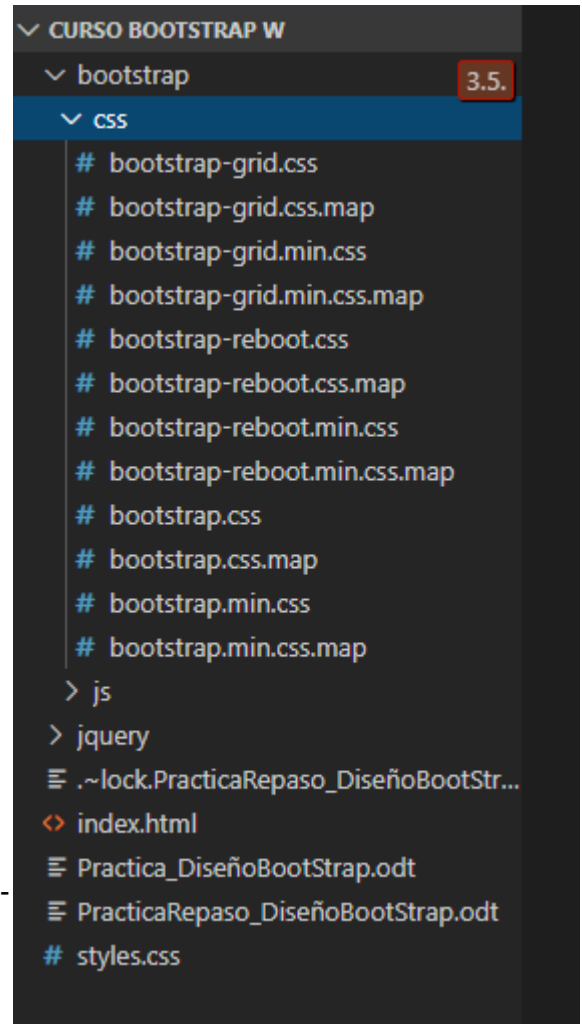 CURSO BOOTSTRAP W
bootstrap
3.5.
css
# bootstrap-grid.css
# bootstrap-grid.css.map
# bootstrap-grid.min.css
# bootstrap-grid.min.css.map
# bootstrap-reboot.css
# bootstrap-reboot.css.map
# bootstrap-reboot.min.css
# bootstrap-reboot.min.css.map
# bootstrap.css
# bootstrap.css.map
# bootstrap.min.css
# bootstrap.min.css.map
js
jquery
.~lock.PracticaRepaso_DiseñoBootStr...
<> index.html
Practica_DiseñoBootStrap.odt
-
PracticaRepaso_DiseñoBootStrap.odt
# styles.css